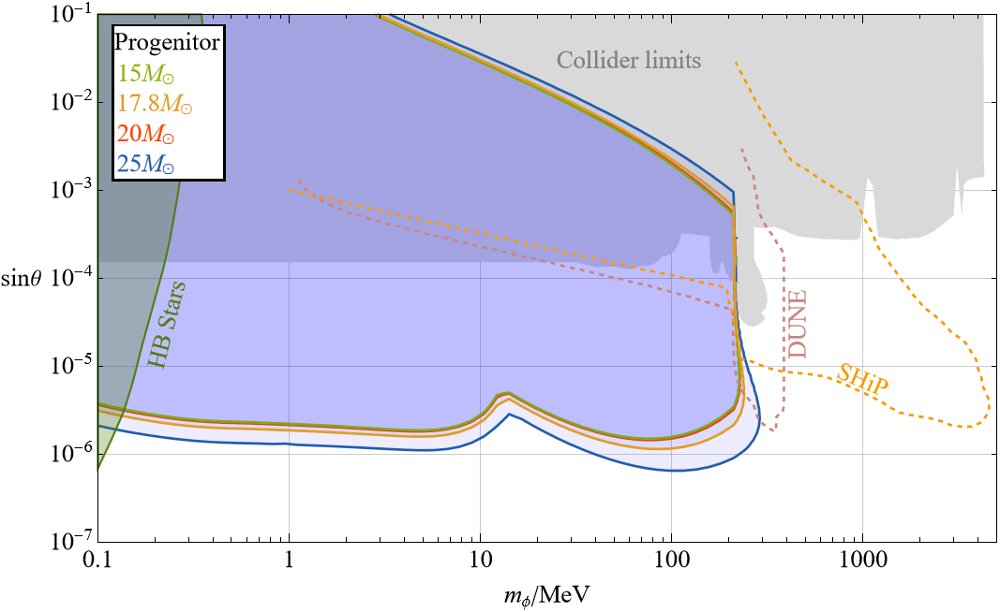 10⁻¹
10⁻²
10⁻³
10⁻⁴
10⁻⁵
10⁻⁶
10⁻⁷
sinθ
Progenitor
15M☉
17.8M☉
20M☉
25M☉
Collider limits
HB Stars
DUNE
SHiP
0.1 1 10 100 1000
m_ϕ/MeV